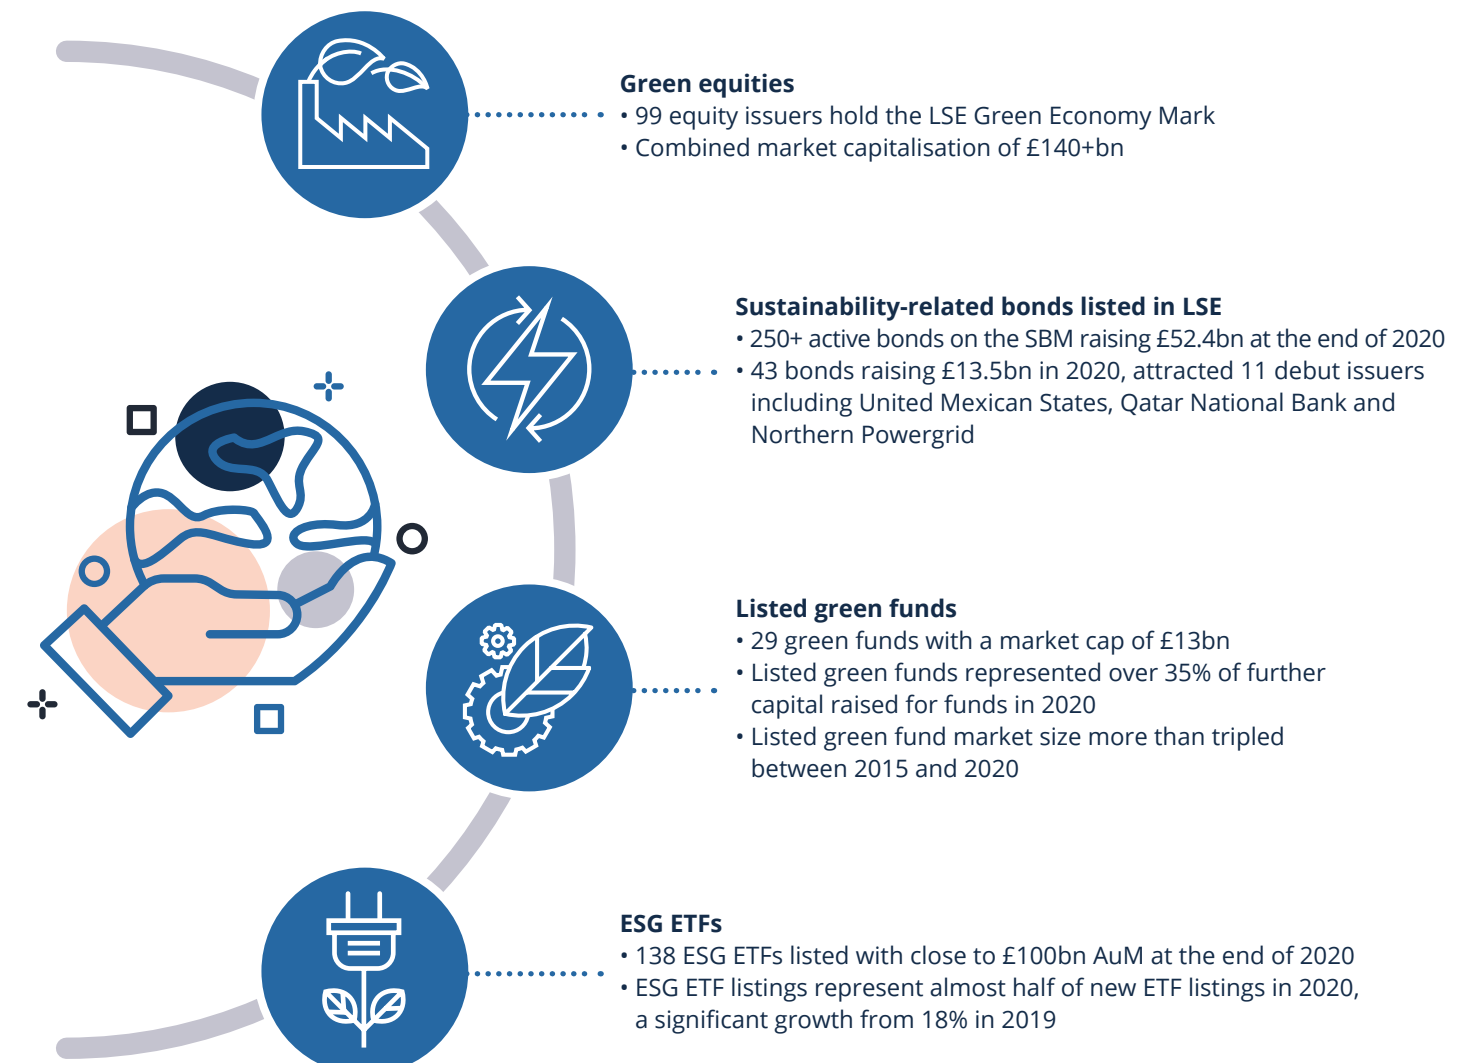 Green equities
• 99 equity issuers hold the LSE Green Economy Mark
• Combined market capitalisation of £140+bn
Sustainability-related bonds listed in LSE
• 250+ active bonds on the SBM raising £52.4bn at the end of 2020
• 43 bonds raising £13.5bn in 2020, attracted 11 debut issuers
including United Mexican States, Qatar National Bank and
Northern Powergrid
Listed green funds
• 29 green funds with a market cap of £13bn
• Listed green funds represented over 35% of further
capital raised for funds in 2020
• Listed green fund market size more than tripled
between 2015 and 2020
ESG ETFs
• 138 ESG ETFs listed with close to £100bn AuM at the end of 2020
• ESG ETF listings represent almost half of new ETF listings in 2020,
a significant growth from 18% in 2019